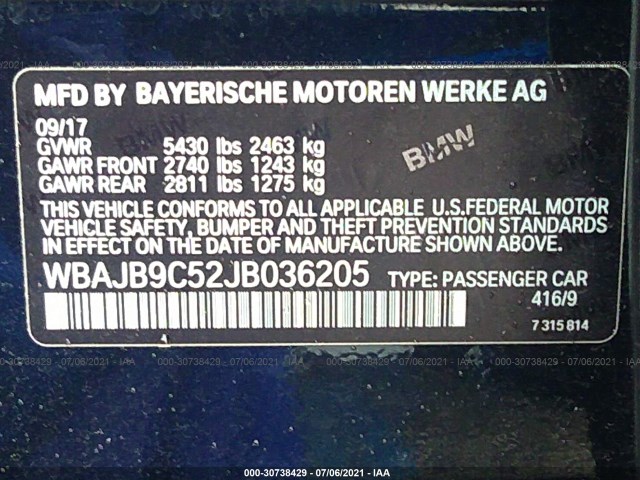 MFD BY BAYERISCHE MOTOREN WERKE AG
09/17
GVWR 5430 lbs 2463 kg
GAWR FRONT 2740 lbs 1243 kg
GAWR REAR 2811 lbs 1275 kg
BMW
THIS VEHICLE CONFORMS TO ALL APPLICABLE U.S.FEDERAL MOTOR
VEHICLE SAFETY, BUMPER AND THEFT PREVENTION STANDARDS
IN EFFECT ON THE DATE OF MANUFACTURE SHOWN ABOVE.
WBAJB9C52JB036205 TYPE: PASSENGER CAR
416/9
7 315 814
000-30738429 - 07/06/2021 - IAA